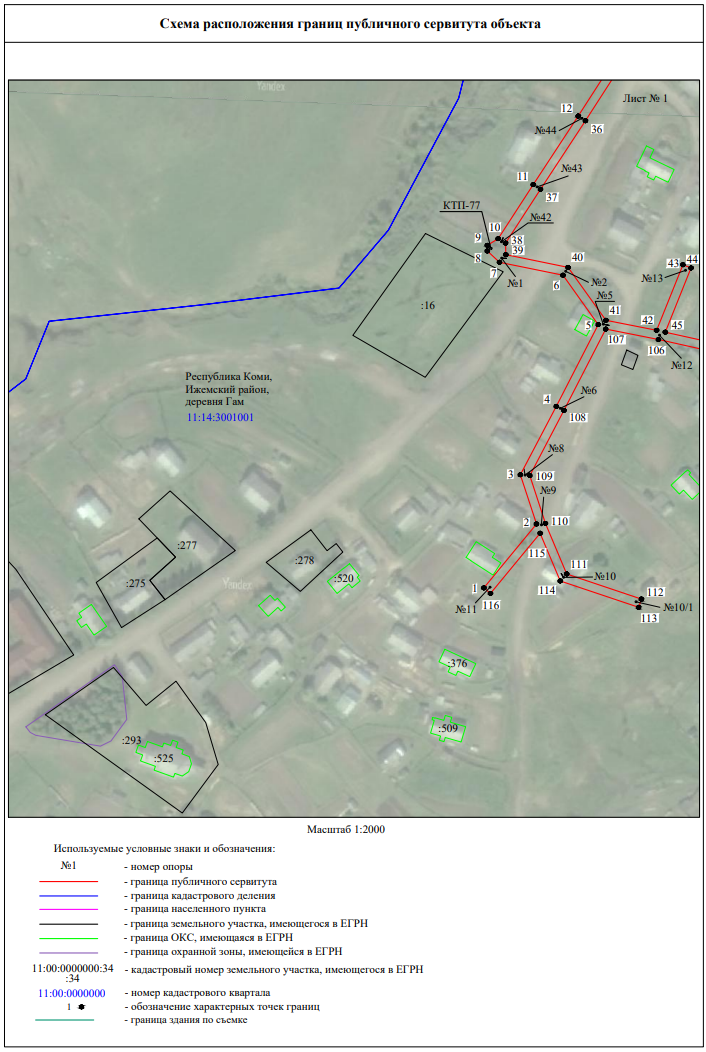 Схема расположения границ публичного сервитута объекта
Yandex
Лист № 1
12
36
№44
11
№43
37
КТП-77
10
№42
9
38
39
8
7
№1
40
6
№2
43
44
№13
:16
№5
41
5
42
45
107
106
№12
Республика Коми,
Ижемский район,
деревня Гам
11:14:3001001
4
№6
108
№8
3
109
№9
2
110
115
:277
:278
:275
Yandex
:520
111
1
№10
114
112
№11
116
№10/1
113
:376
:509
:293
:525
Масштаб 1:2000
Используемые условные знаки и обозначения:
№1 - номер опоры
- граница публичного сервитута
- граница кадастрового деления
- граница населенного пункта
- граница земельного участка, имеющегося в ЕГРН
- граница ОКС, имеющаяся в ЕГРН
- граница охранной зоны, имеющейся в ЕГРН
11:00:0000000:34
:34
- кадастровый номер земельного участка, имеющегося в ЕГРН
11:00:0000000 - номер кадастрового квартала
1 - обозначение характерных точек границ
- граница здания по съемке